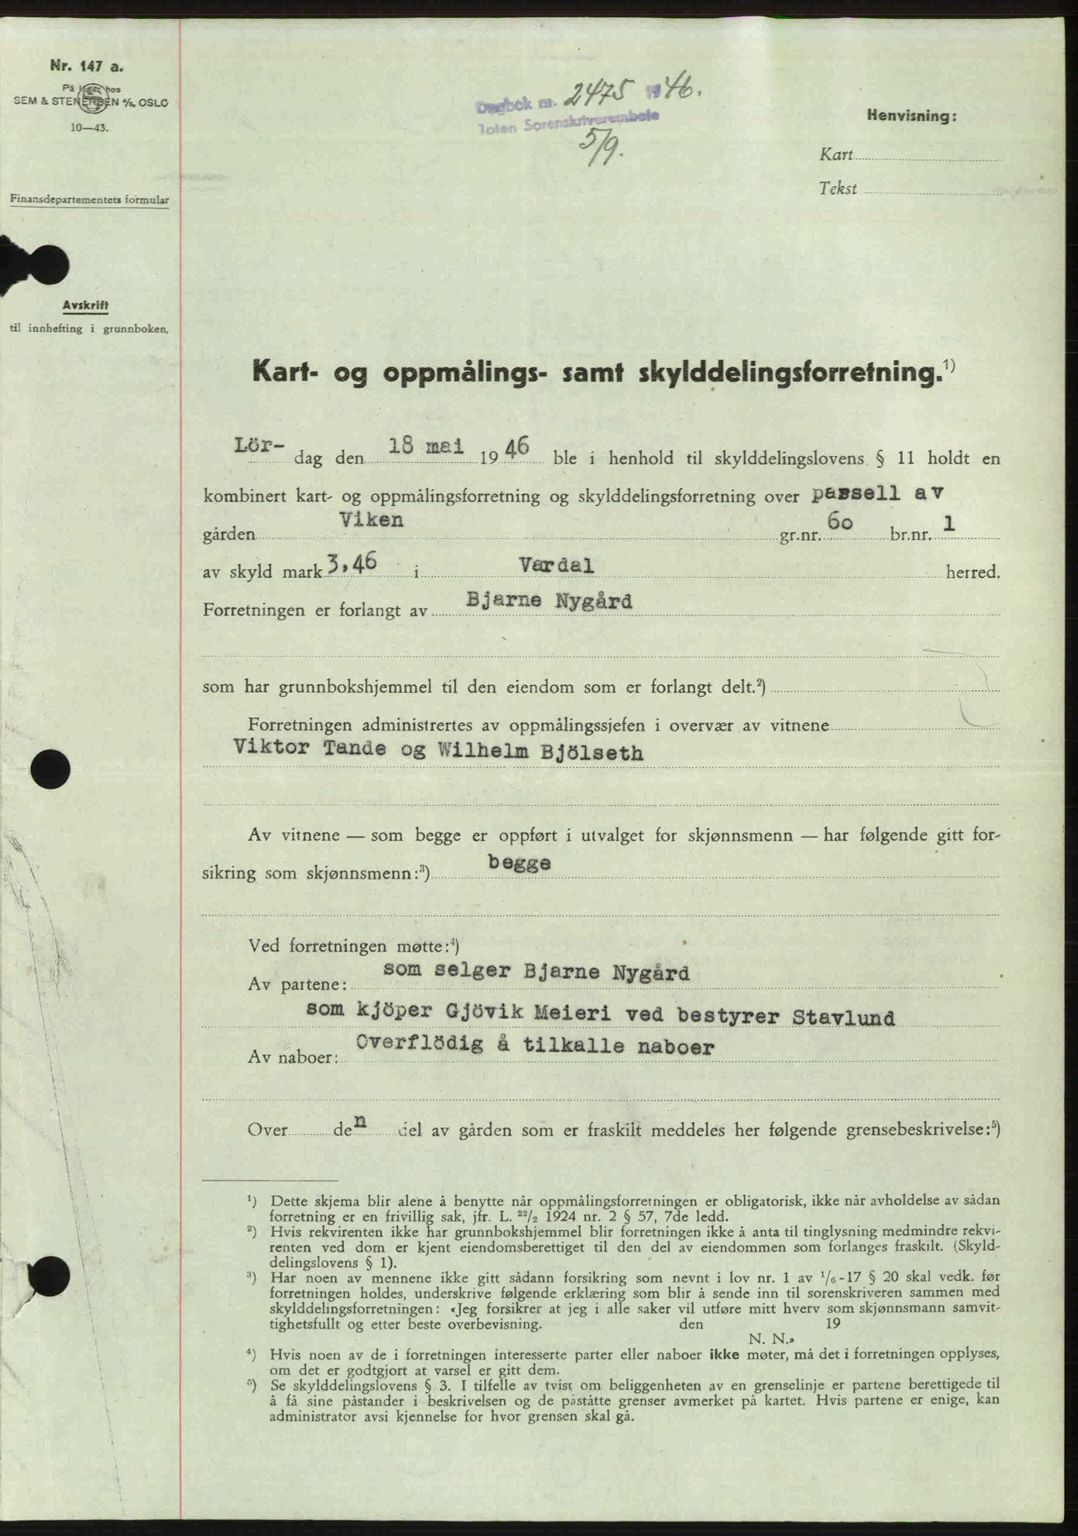 Nr. 147 a.
På lager hos
SEM & STENERSEN A/S, OSLO
10—43.
Finansdepartementets formular
Avskrift
til innhefting i grunnboken.
Dagbok nr. 2475 1946.
Toten Sorenskriverembete
5/9.
Henvisning:
Kart
Tekst
Kart- og oppmålings- samt skylddelingsforretning.¹)
Lör-dag den 18 mai 1946 ble i henhold til skylddelingslovens § 11 holdt en
kombinert kart- og oppmålingsforretning og skylddelingsforretning over parsell av
gården Viken gr.nr. 60 br.nr. 1
av skyld mark 3,46 i Vardal herred.
Forretningen er forlangt av Bjarne Nygård
som har grunnbokshjemmel til den eiendom som er forlangt delt.²)
Forretningen administrertes av oppmålingssjefen i overvær av vitnene
Viktor Tande og Wilhelm Bjölseth
Av vitnene — som begge er oppført i utvalget for skjønnsmenn — har følgende gitt for-
sikring som skjønnsmenn:³) begge
Ved forretningen møtte:⁴)
Av partene: som selger Bjarne Nygård
som kjöper Gjövik Meieri ved bestyrer Stavlund
Av naboer: Overflödig å tilkalle naboer
Over den del av gården som er fraskilt meddeles her følgende grensebeskrivelse:⁵)
¹) Dette skjema blir alene å benytte når oppmålingsforretningen er obligatorisk, ikke når avholdelse av sådan
forretning er en frivillig sak, jfr. L. 22/2 1924 nr. 2 § 57, 7de ledd.
²) Hvis rekvirenten ikke har grunnbokshjemmel blir forretningen ikke å anta til tinglysning medmindre rekvi-
renten ved dom er kjent eiendomsberettiget til den del av eiendommen som forlanges fraskilt. (Skyld-
delingslovens § 1).
³) Har noen av mennene ikke gitt sådann forsikring som nevnt i lov nr. 1 av 1/6-17 § 20 skal vedk. før
forretningen holdes, underskrive følgende erklæring som blir å sende inn til sorenskriveren sammen med
skylddelingsforretningen: «Jeg forsikrer at jeg i alle saker vil utføre mitt hverv som skjønnsmann samvit-
tighetsfullt og etter beste overbevisning. den 19
N. N.»
⁴) Hvis noen av de i forretningen interesserte parter eller naboer ikke møter, må det i forretningen opplyses,
om det er godtgjort at varsel er gitt dem.
⁵) Se skylddelingslovens § 3. I tilfelle av tvist om beliggenheten av en grenselinje er partene berettigede til
å få sine påstander i beskrivelsen og de påståtte grenser avmerket på kartet. Hvis partene er enige, kan
administrator avsi kjennelse for hvor grensen skal gå.